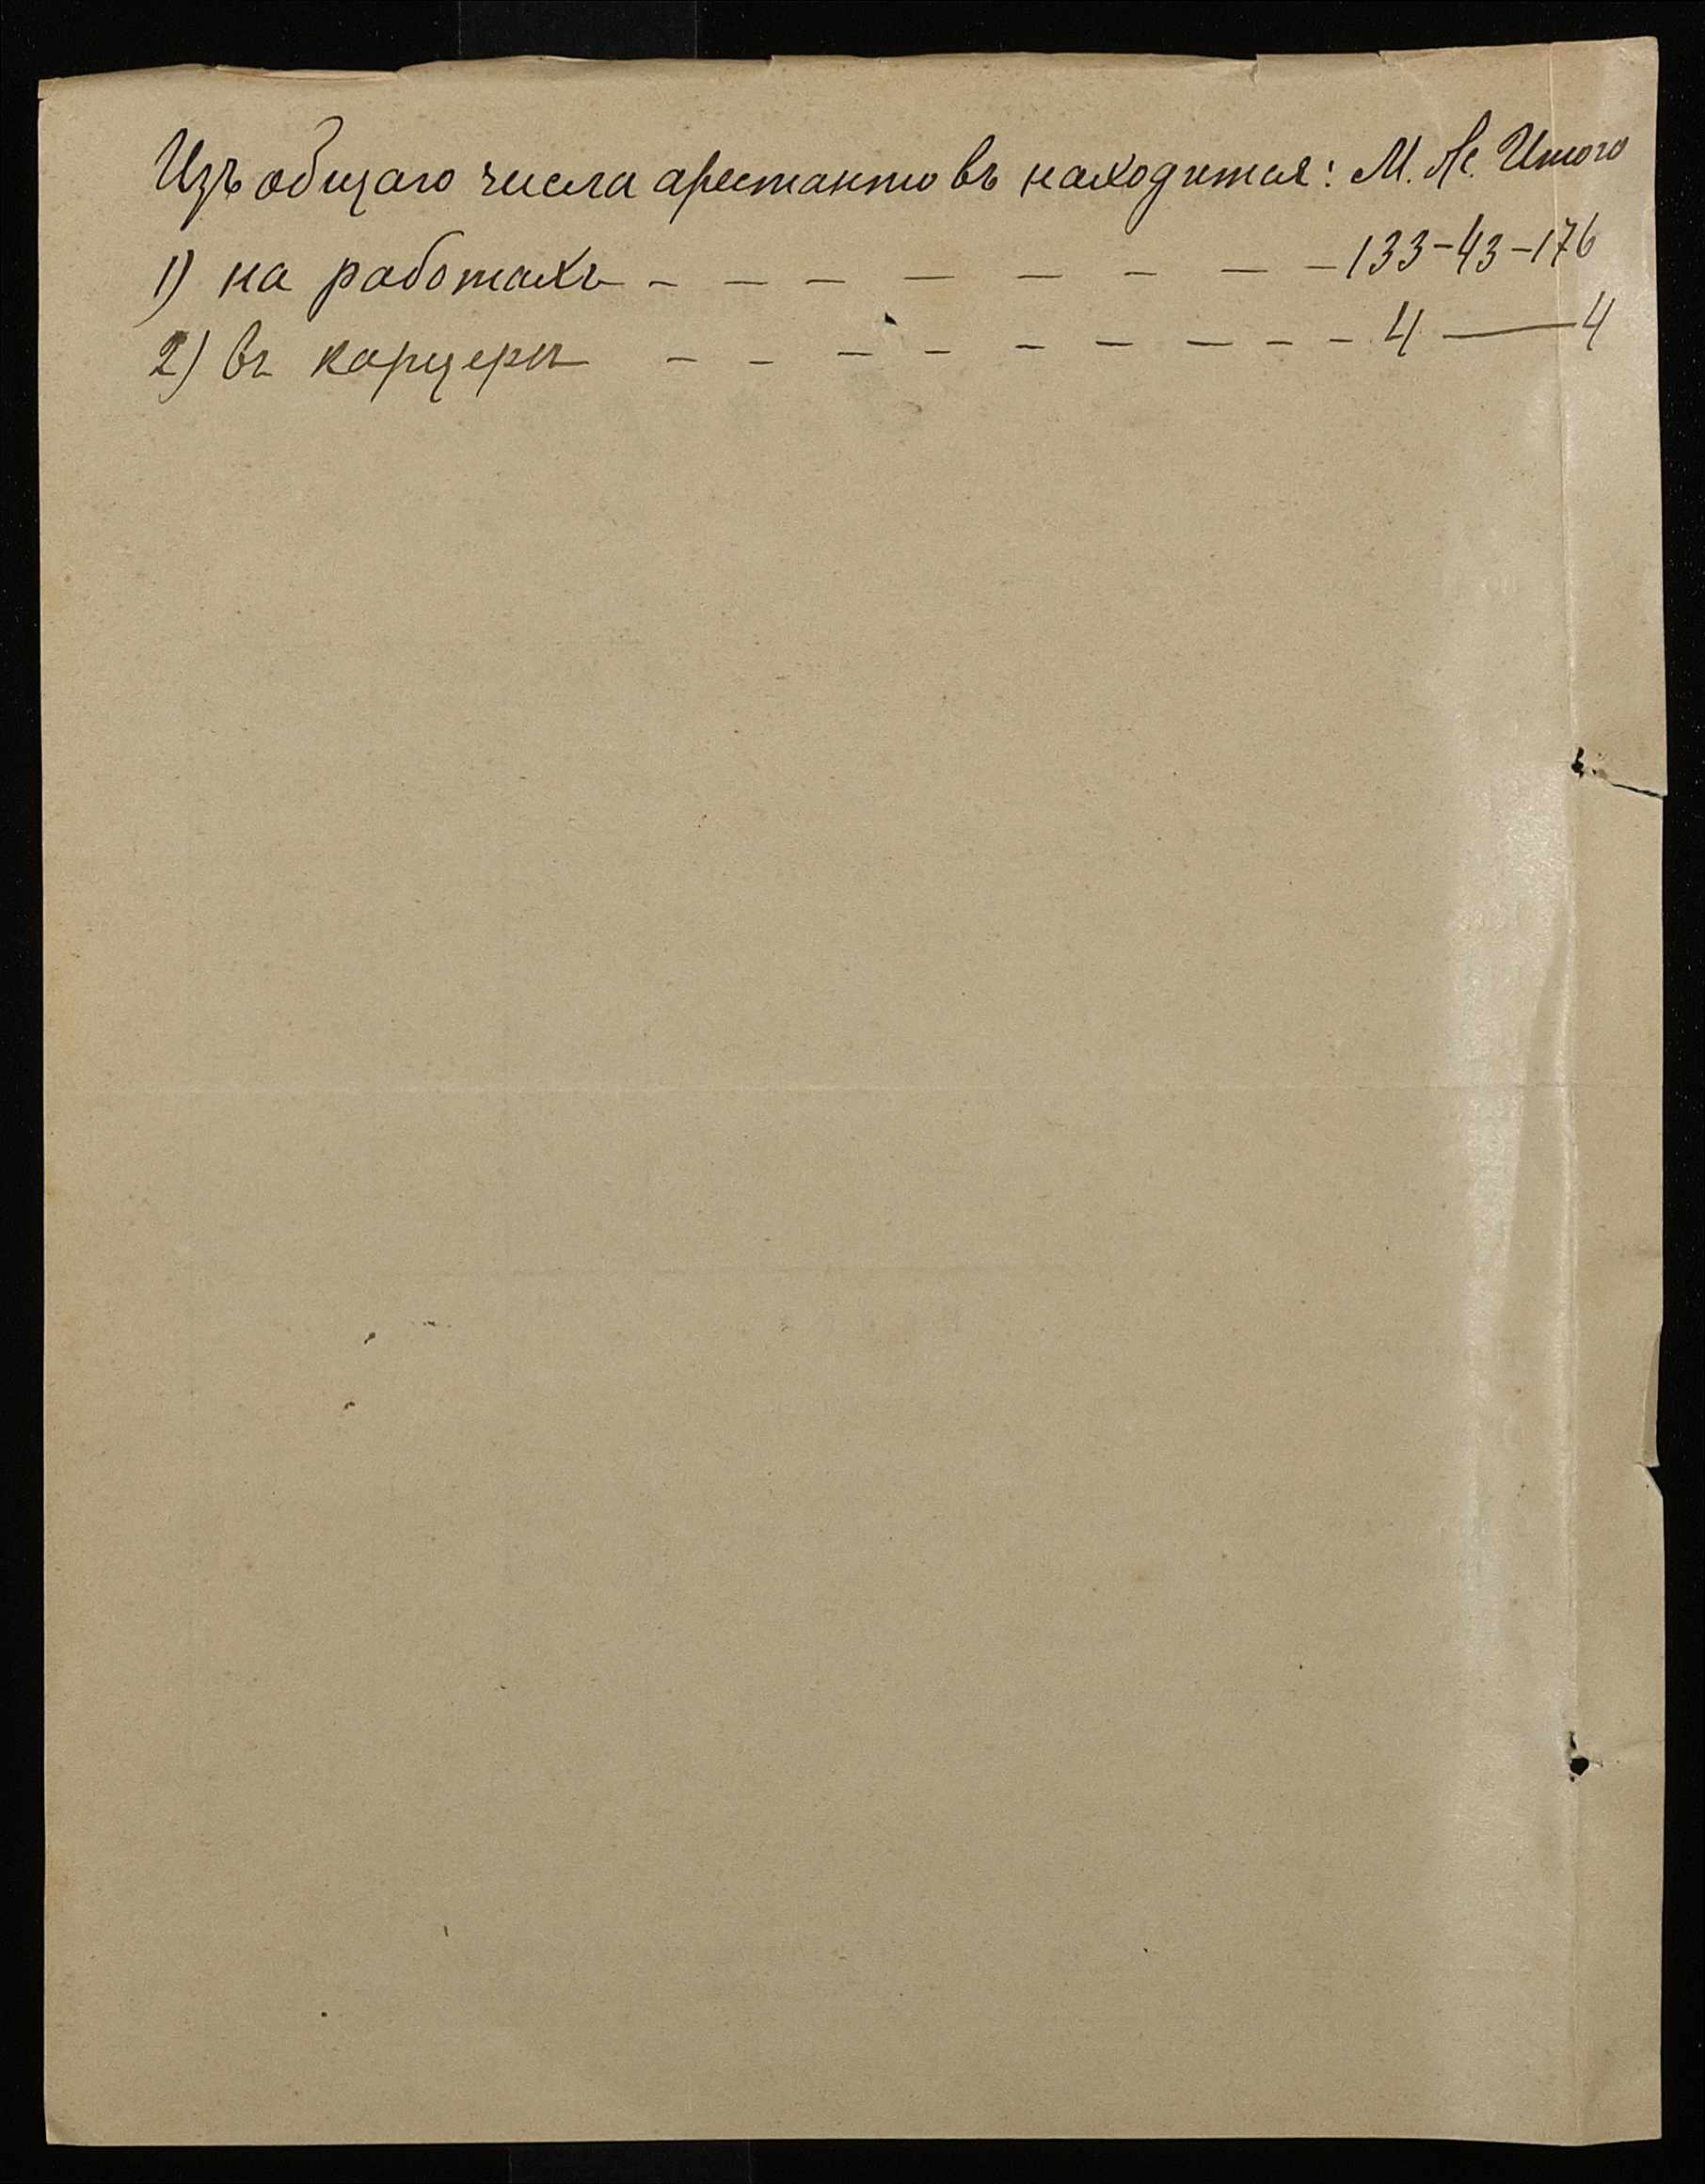 Изъ общаго числа арестантовъ находится: М. Ж. Итого
1) на работахъ - - - - - - - - - 133-43-176
2) въ карцерѣ - - - - - - - - - 4 — 4